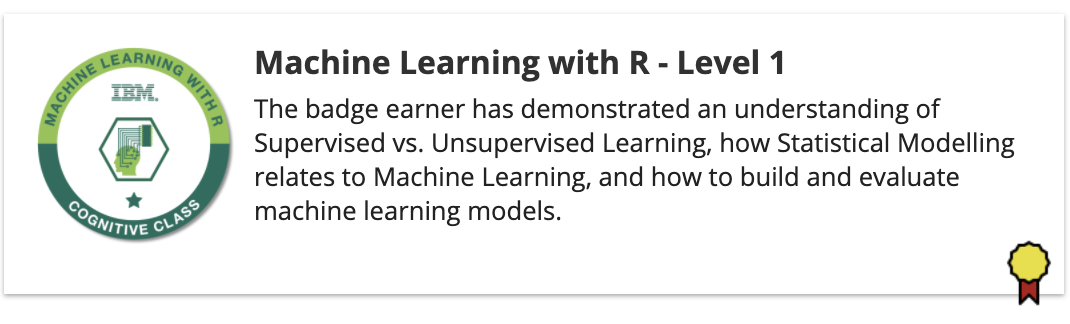 MACHINE LEARNING WITH R
IBM.
COGNITIVE CLASS
Machine Learning with R - Level 1
The badge earner has demonstrated an understanding of
Supervised vs. Unsupervised Learning, how Statistical Modelling
relates to Machine Learning, and how to build and evaluate
machine learning models.